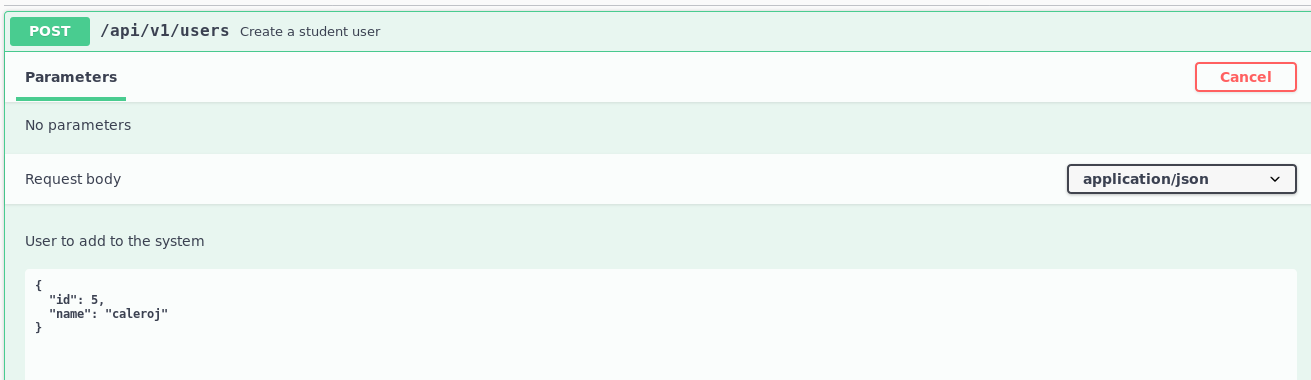 POST /api/v1/users Create a student user
Parameters Cancel
No parameters
Request body application/json
User to add to the system
{
"id": 5,
"name": "caleroj"
}